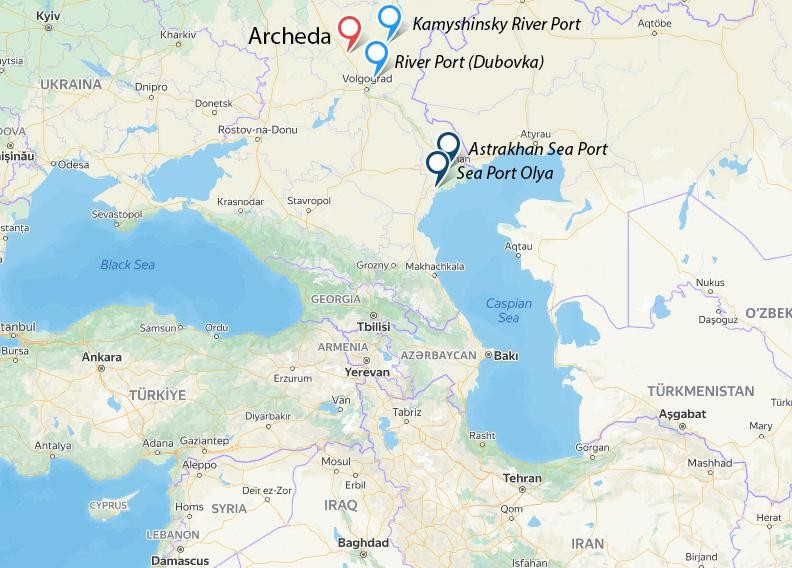 Kyiv
Kharkiv
Archeda
Kamyshinsky River Port
Aqtöbe
River Port (Dubovka)
Volgograd
UKRAINA
Dnipro
Donetsk
Rostov-na-Donu
Atyrau
Astrakhan Sea Port
Sea Port Olya
Odesa
Krasnodar
Stavropol
Sevastopol
Black Sea
Grozny
Makhachkala
Aqtau
Nukus
Daşoguz
O'ZBEK
GEORGIA
Tbilisi
Caspian
Sea
Samsun
Ordu
Bursa
Ankara
ARMENIA
AZƏRBAYCAN
Bakı
Yerevan
Erzurum
TÜRKİYE
Van
Tabriz
TÜRKMENISTAN
Aşgabat
Mary
Diyarbakır
Antalya
Adana
Gaziantep
Rasht
Gorgan
Mashhad
Aleppo
Mosul
Erbil
Tehran
CYPRUS
Homs
Deir ez-Zor
SYRIA
IRAQ
Qom
Herat
LEBANON
Damascus
Baghdad
IRAN
Isfahan
Birjand